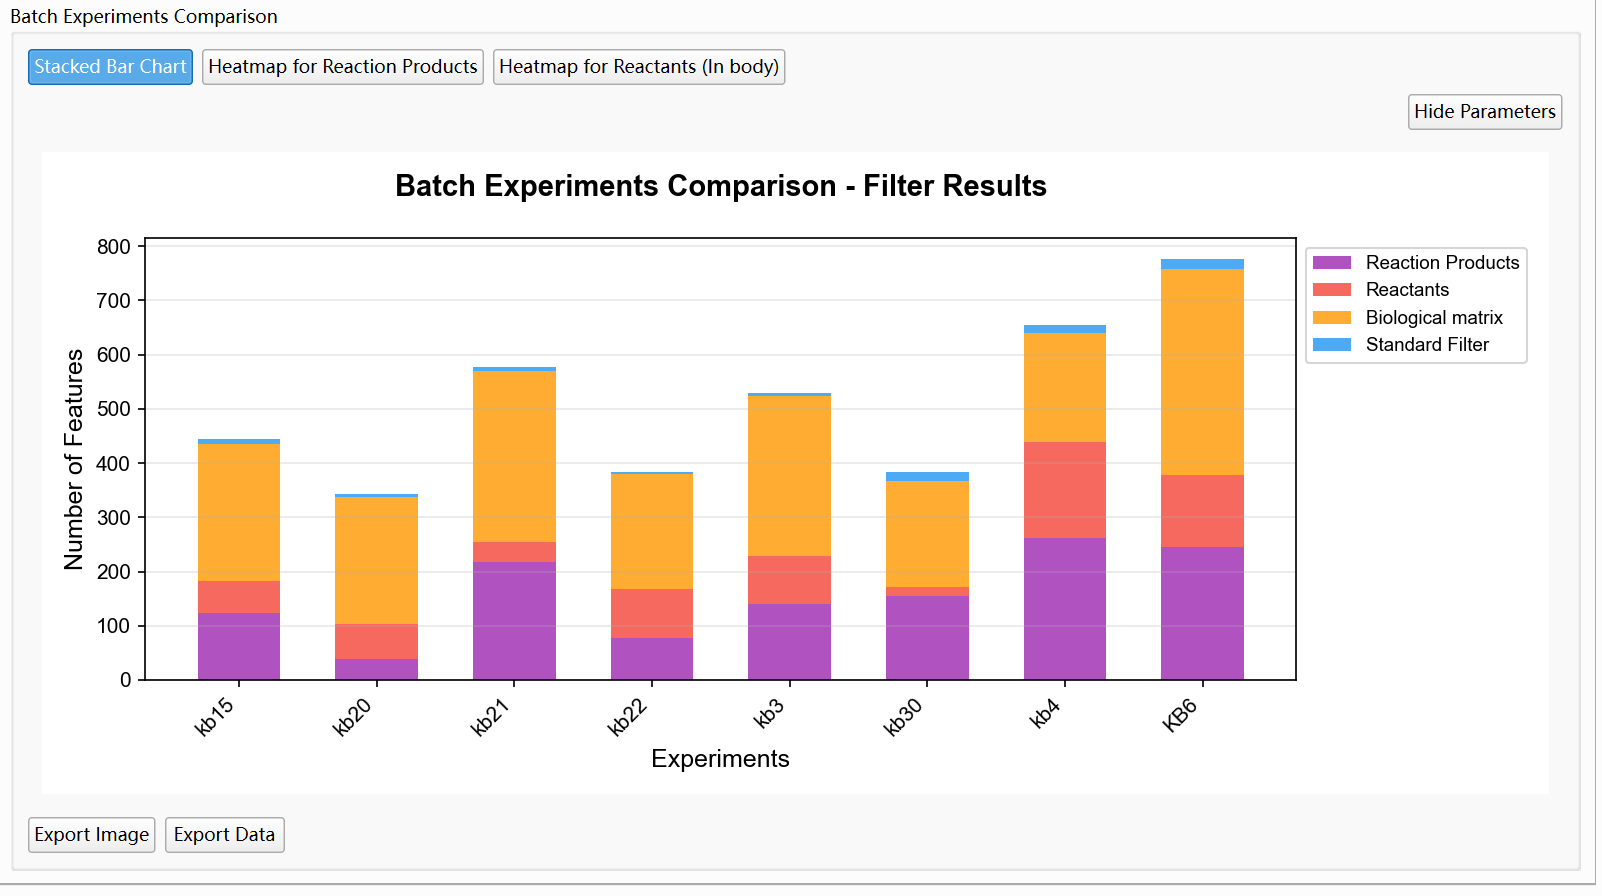 Batch Experiments Comparison
Stacked Bar Chart
Heatmap for Reaction Products
Heatmap for Reactants (In body)
Hide Parameters
Batch Experiments Comparison - Filter Results
800
700
600
500
400
300
200
100
0
Number of Features
Reaction Products
Reactants
Biological matrix
Standard Filter
kb15
kb20
kb21
kb22
kb3
kb30
kb4
KB6
Experiments
Export Image
Export Data